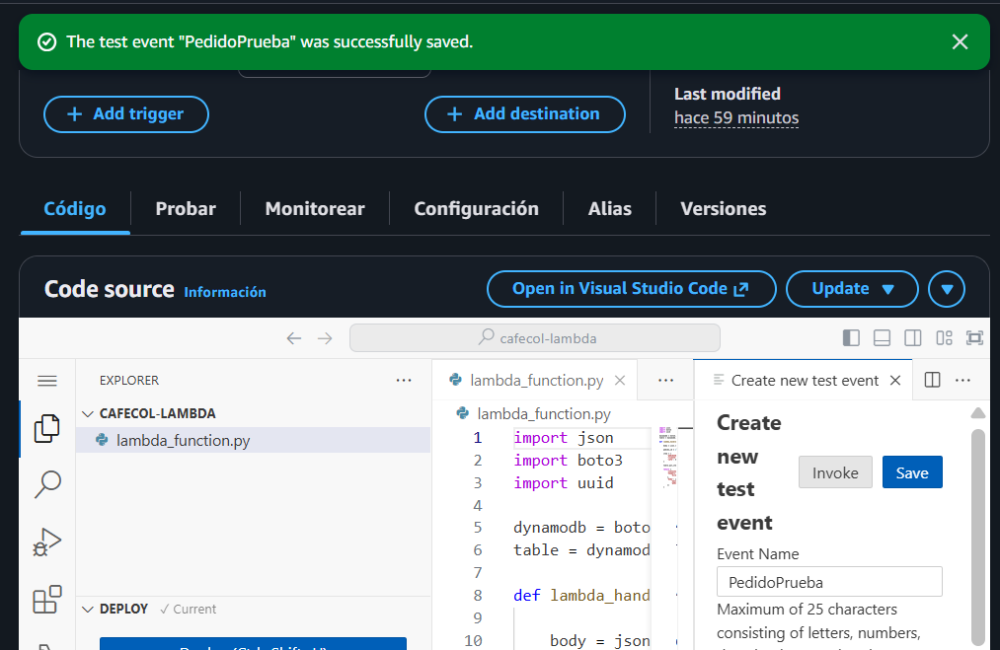 The test event "PedidoPrueba" was successfully saved.
Add trigger
Add destination
Last modified
hace 59 minutos
Código
Probar
Monitorear
Configuración
Alias
Versiones
Code source
Información
Open in Visual Studio Code
Update
cafecol-lambda
EXPLORER
CAFECOL-LAMBDA
lambda_function.py
DEPLOY
Current
lambda_function.py
lambda_function.py
1 import json
2 import boto3
3 import uuid
4
5 dynamodb = boto
6 table = dynamod
7
8 def lambda_hand
9
10 body = json
Create new test event
Create
new
test
event
Invoke
Save
Event Name
PedidoPrueba
Maximum of 25 characters
consisting of letters, numbers,